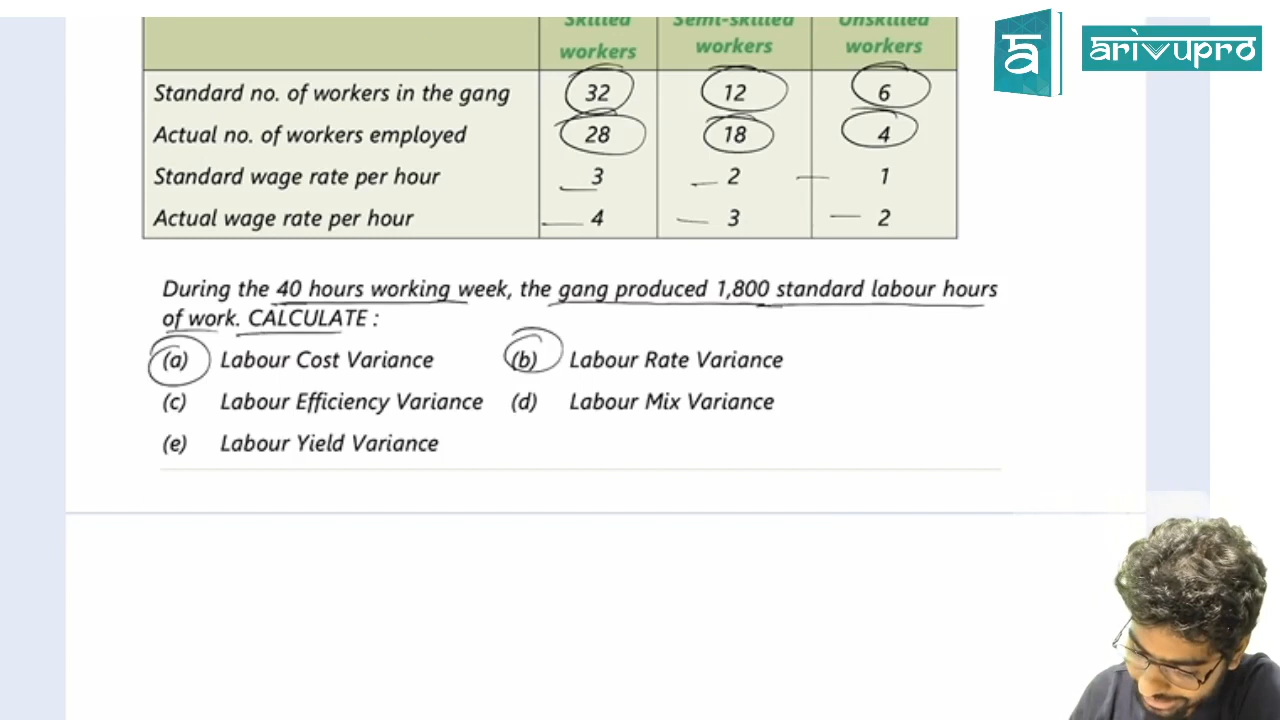 Skilled Semi-skilled Unskilled
workers workers workers
Standard no. of workers in the gang 32 12 6
Actual no. of workers employed 28 18 4
Standard wage rate per hour 3 2 1
Actual wage rate per hour 4 3 2
During the 40 hours working week, the gang produced 1,800 standard labour hours
of work. CALCULATE :
(a) Labour Cost Variance (b) Labour Rate Variance
(c) Labour Efficiency Variance (d) Labour Mix Variance
(e) Labour Yield Variance
arivupro